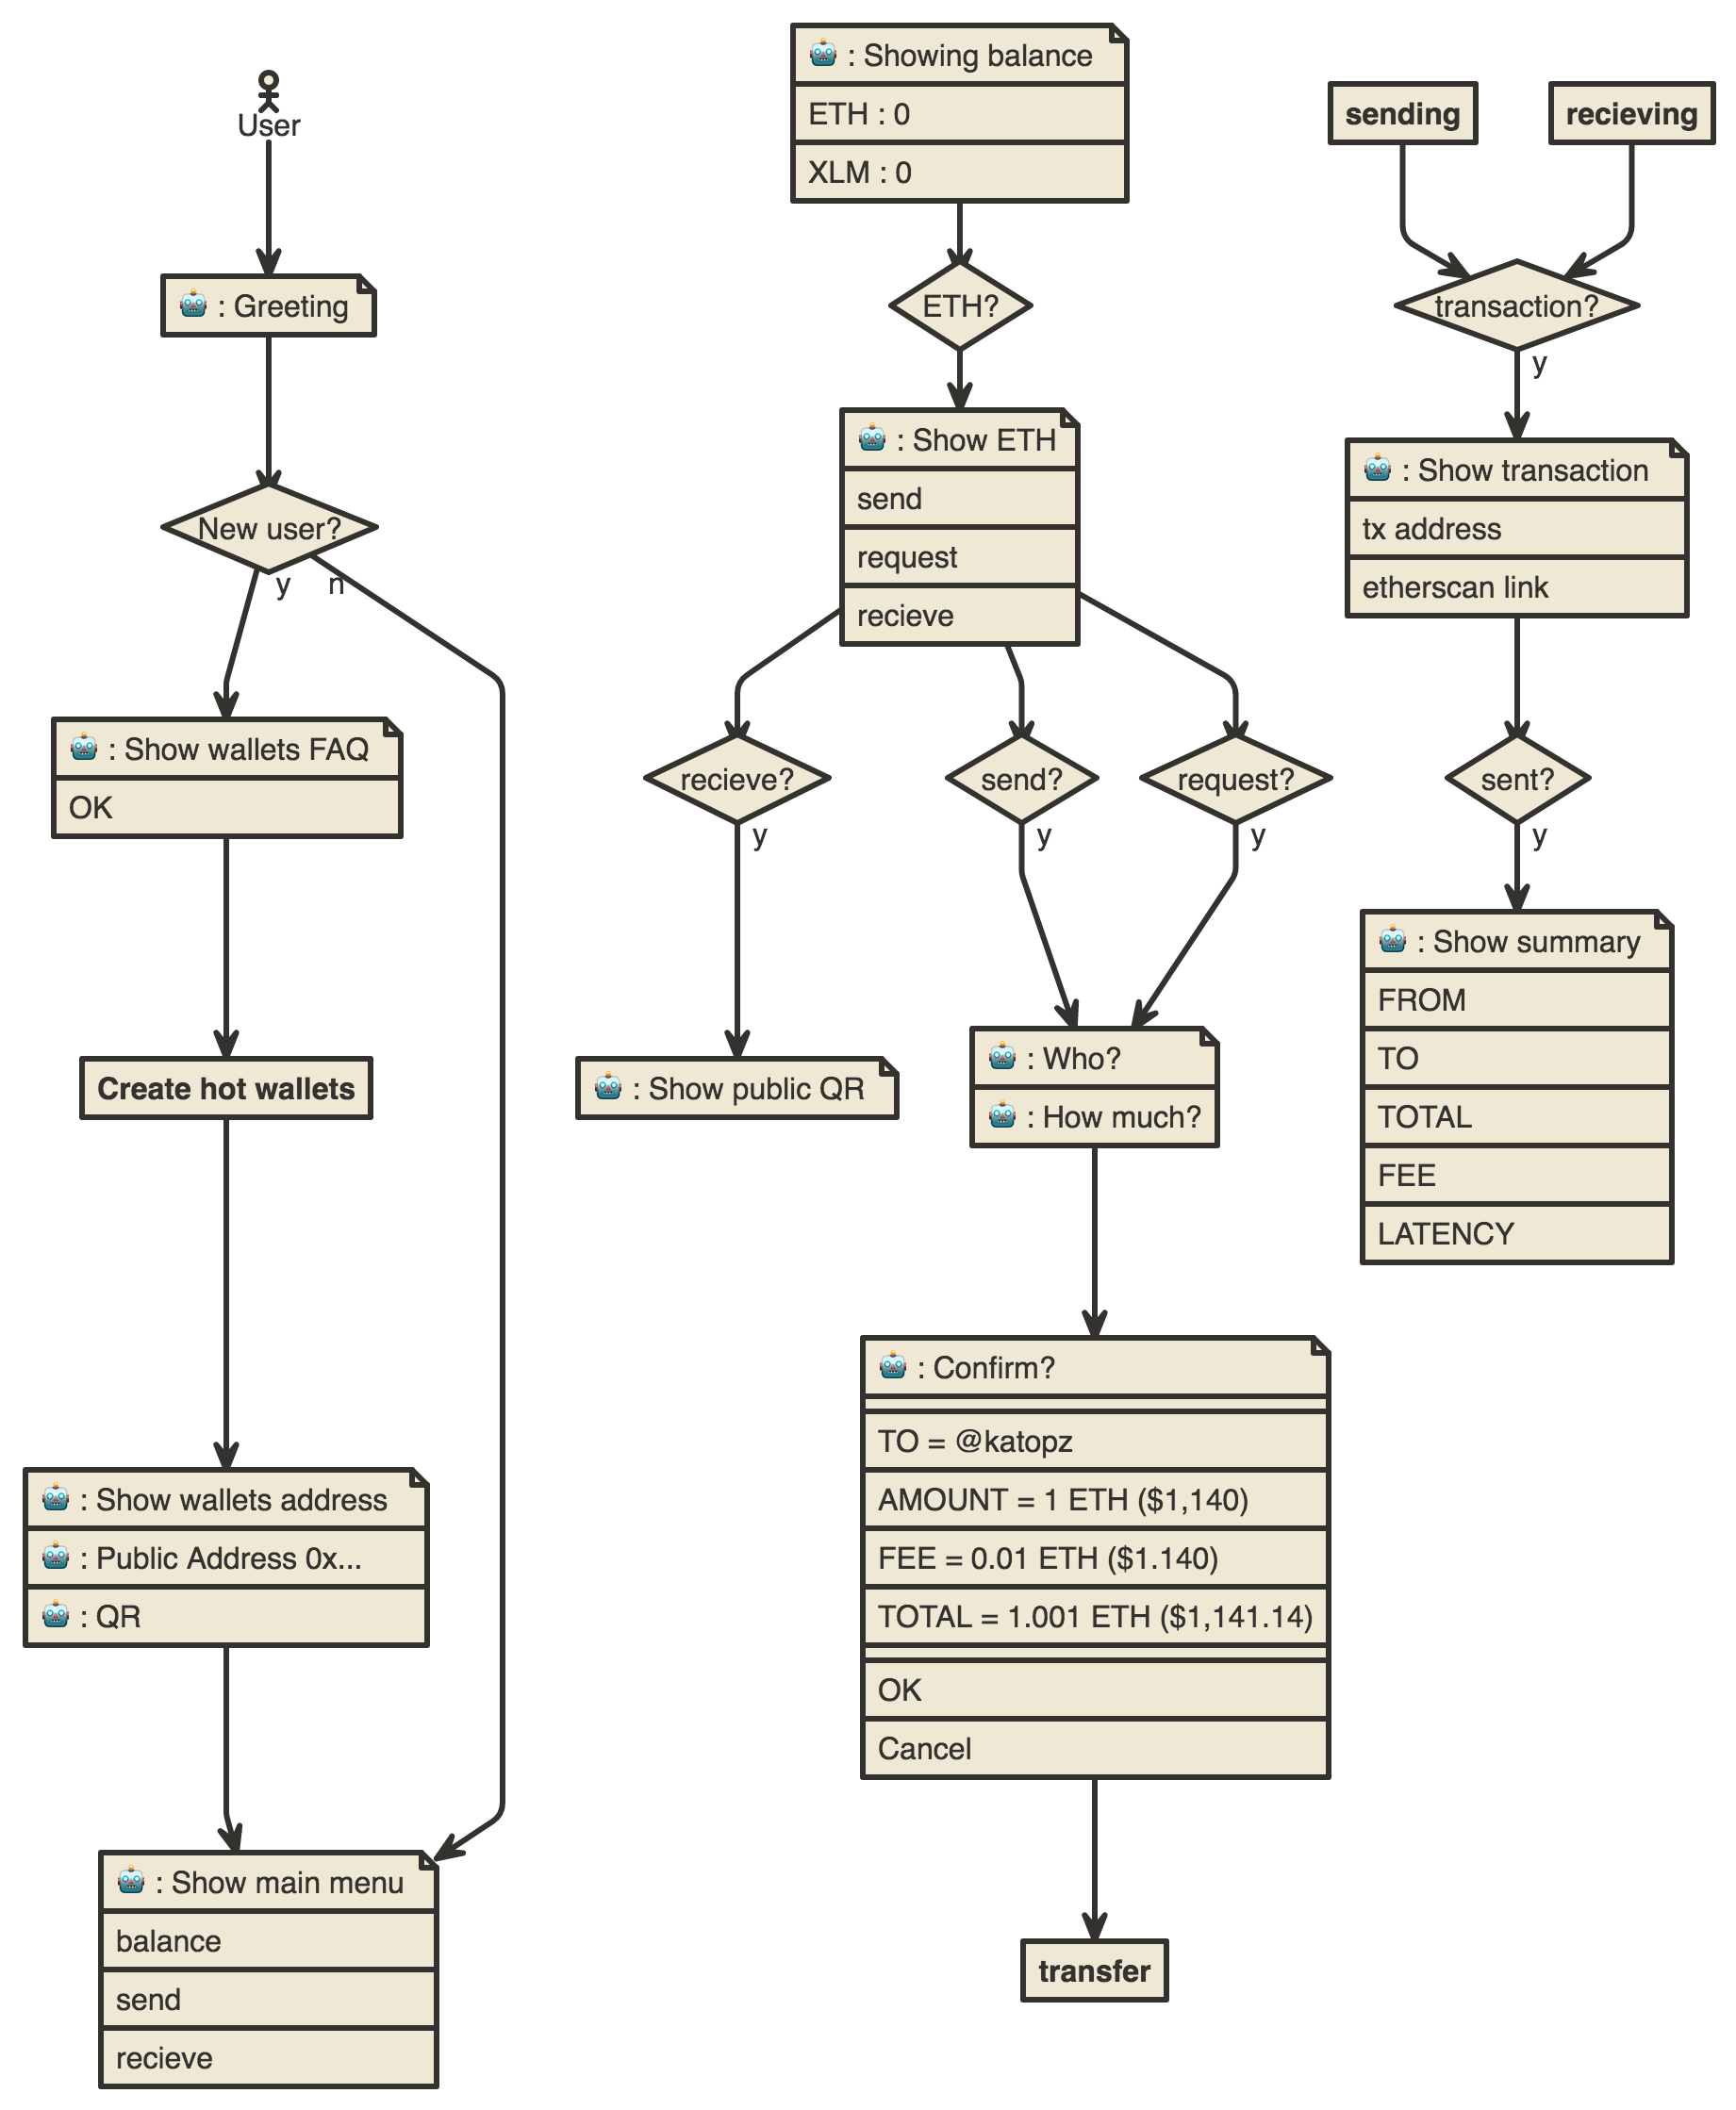 User
🤖 : Greeting
New user?
y
n
🤖 : Show wallets FAQ
OK
Create hot wallets
🤖 : Show wallets address
🤖 : Public Address 0x...
🤖 : QR
🤖 : Show main menu
balance
send
recieve
🤖 : Showing balance
ETH : 0
XLM : 0
ETH?
🤖 : Show ETH
send
request
recieve
recieve?
y
send?
y
request?
y
🤖 : Show public QR
🤖 : Who?
🤖 : How much?
🤖 : Confirm?
TO = @katopz
AMOUNT = 1 ETH ($1,140)
FEE = 0.01 ETH ($1.140)
TOTAL = 1.001 ETH ($1,141.14)
OK
Cancel
transfer
sending
recieving
transaction?
y
🤖 : Show transaction
tx address
etherscan link
sent?
y
🤖 : Show summary
FROM
TO
TOTAL
FEE
LATENCY